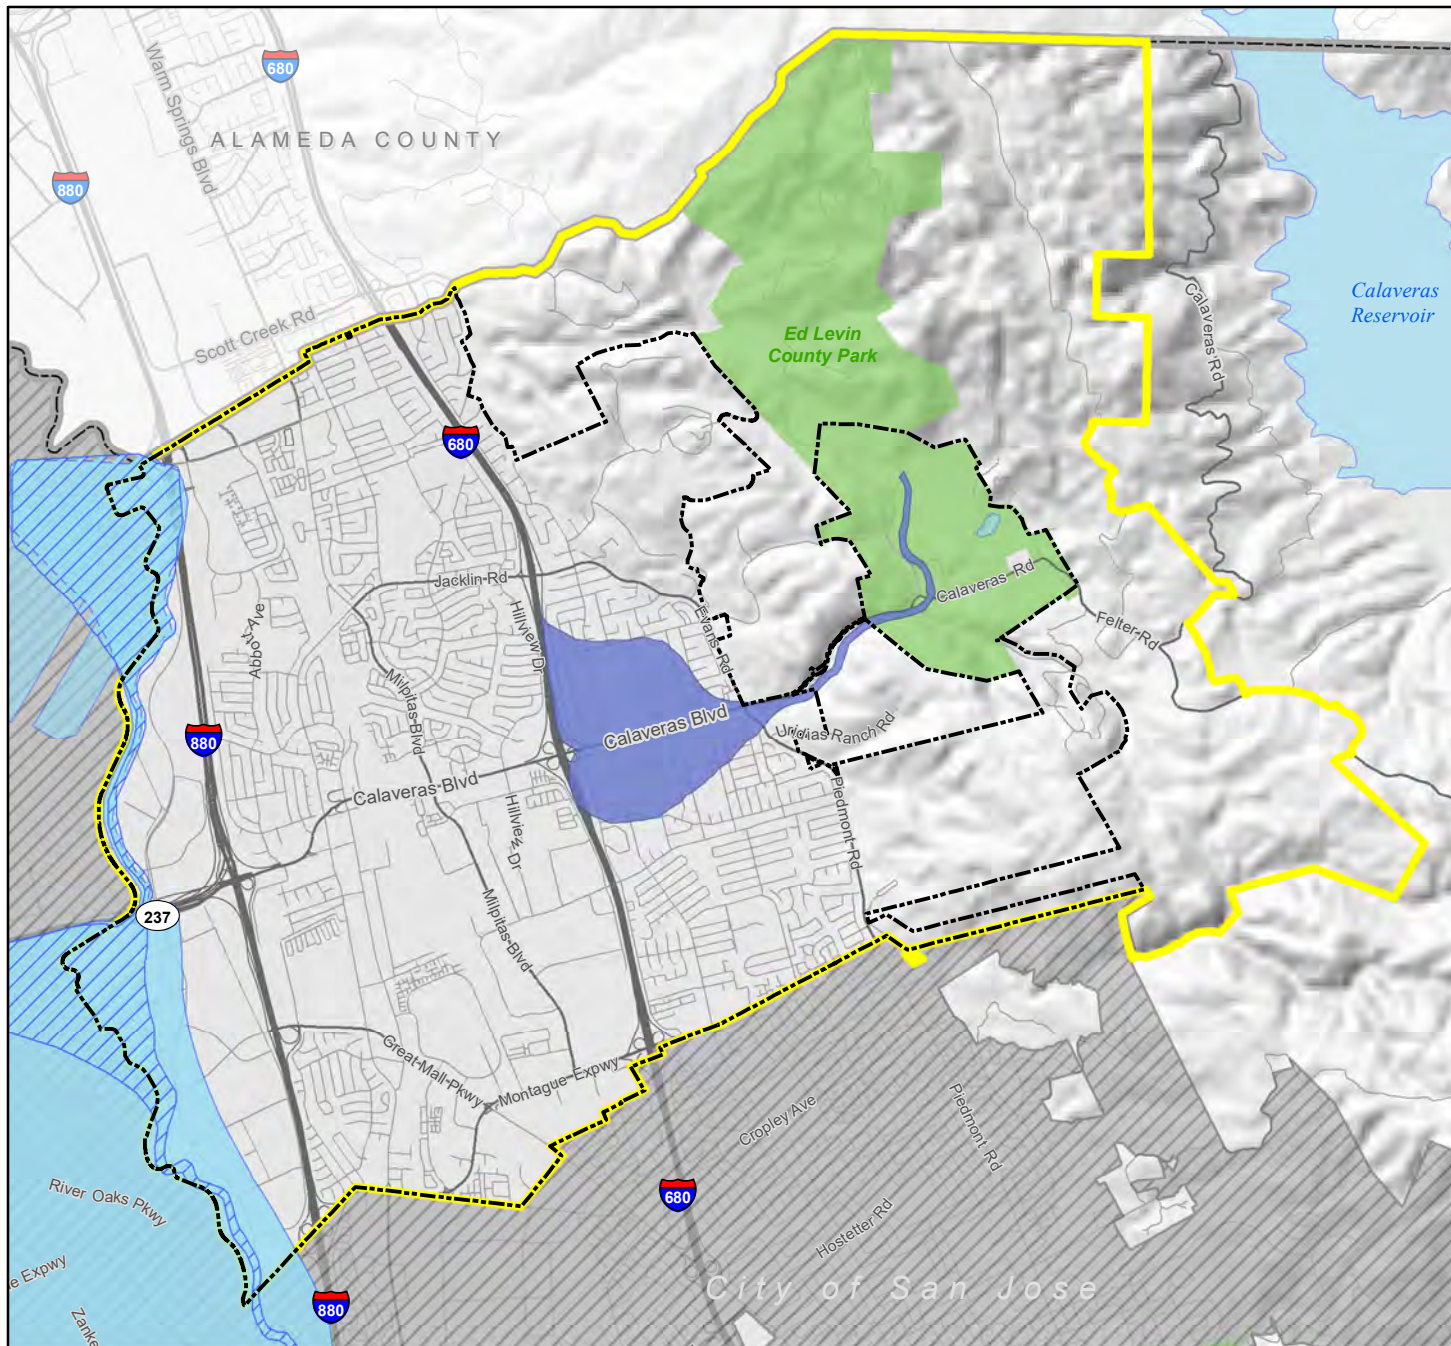 680
Warm Springs Blvd
ALAMEDA COUNTY
880
Calaveras
Reservoir
Calaveras Rd
Scott Creek Rd
Ed Levin
County Park
680
Jacklin Rd
Calaveras Rd
Abbott Ave
Hillview Dr
Evans Rd
Felter Rd
Milpitas Blvd
Calaveras Blvd
Uridias Ranch Rd
880
Calaveras Blvd
Piedmont Rd
Hillview Dr
237
Milpitas Blvd
Great Mall Pkwy
Montague Expwy
Cropley Ave
Piedmont Rd
River Oaks Pkwy
680
Hostetter Rd
e Expwy
City of San Jose
880
Zanke